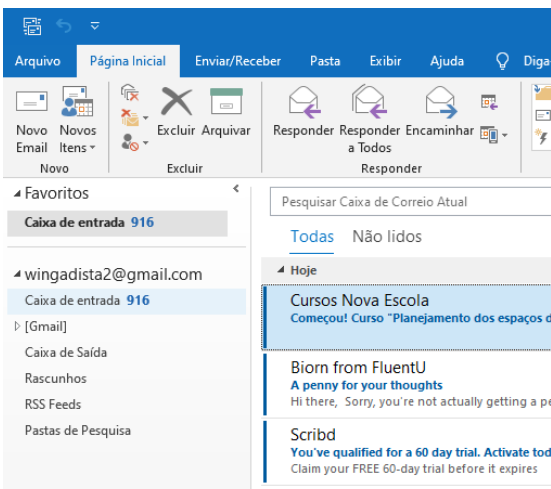 Arquivo Página Inicial Enviar/Receber Pasta Exibir Ajuda Diga
Novo Novos Excluir Arquivar Responder Responder Encaminhar
Email Itens a Todos
Novo Excluir Responder
Favoritos
Caixa de entrada 916
wingadista2@gmail.com
Caixa de entrada 916
[Gmail]
Caixa de Saída
Rascunhos
RSS Feeds
Pastas de Pesquisa
Pesquisar Caixa de Correio Atual
Todas Não lidos
Hoje
Cursos Nova Escola
Começou! Curso "Planejamento dos espaços d
Biorn from FluentU
A penny for your thoughts
Hi there, Sorry, you're not actually getting a pe
Scribd
You've qualified for a 60 day trial. Activate tod
Claim your FREE 60-day trial before it expires